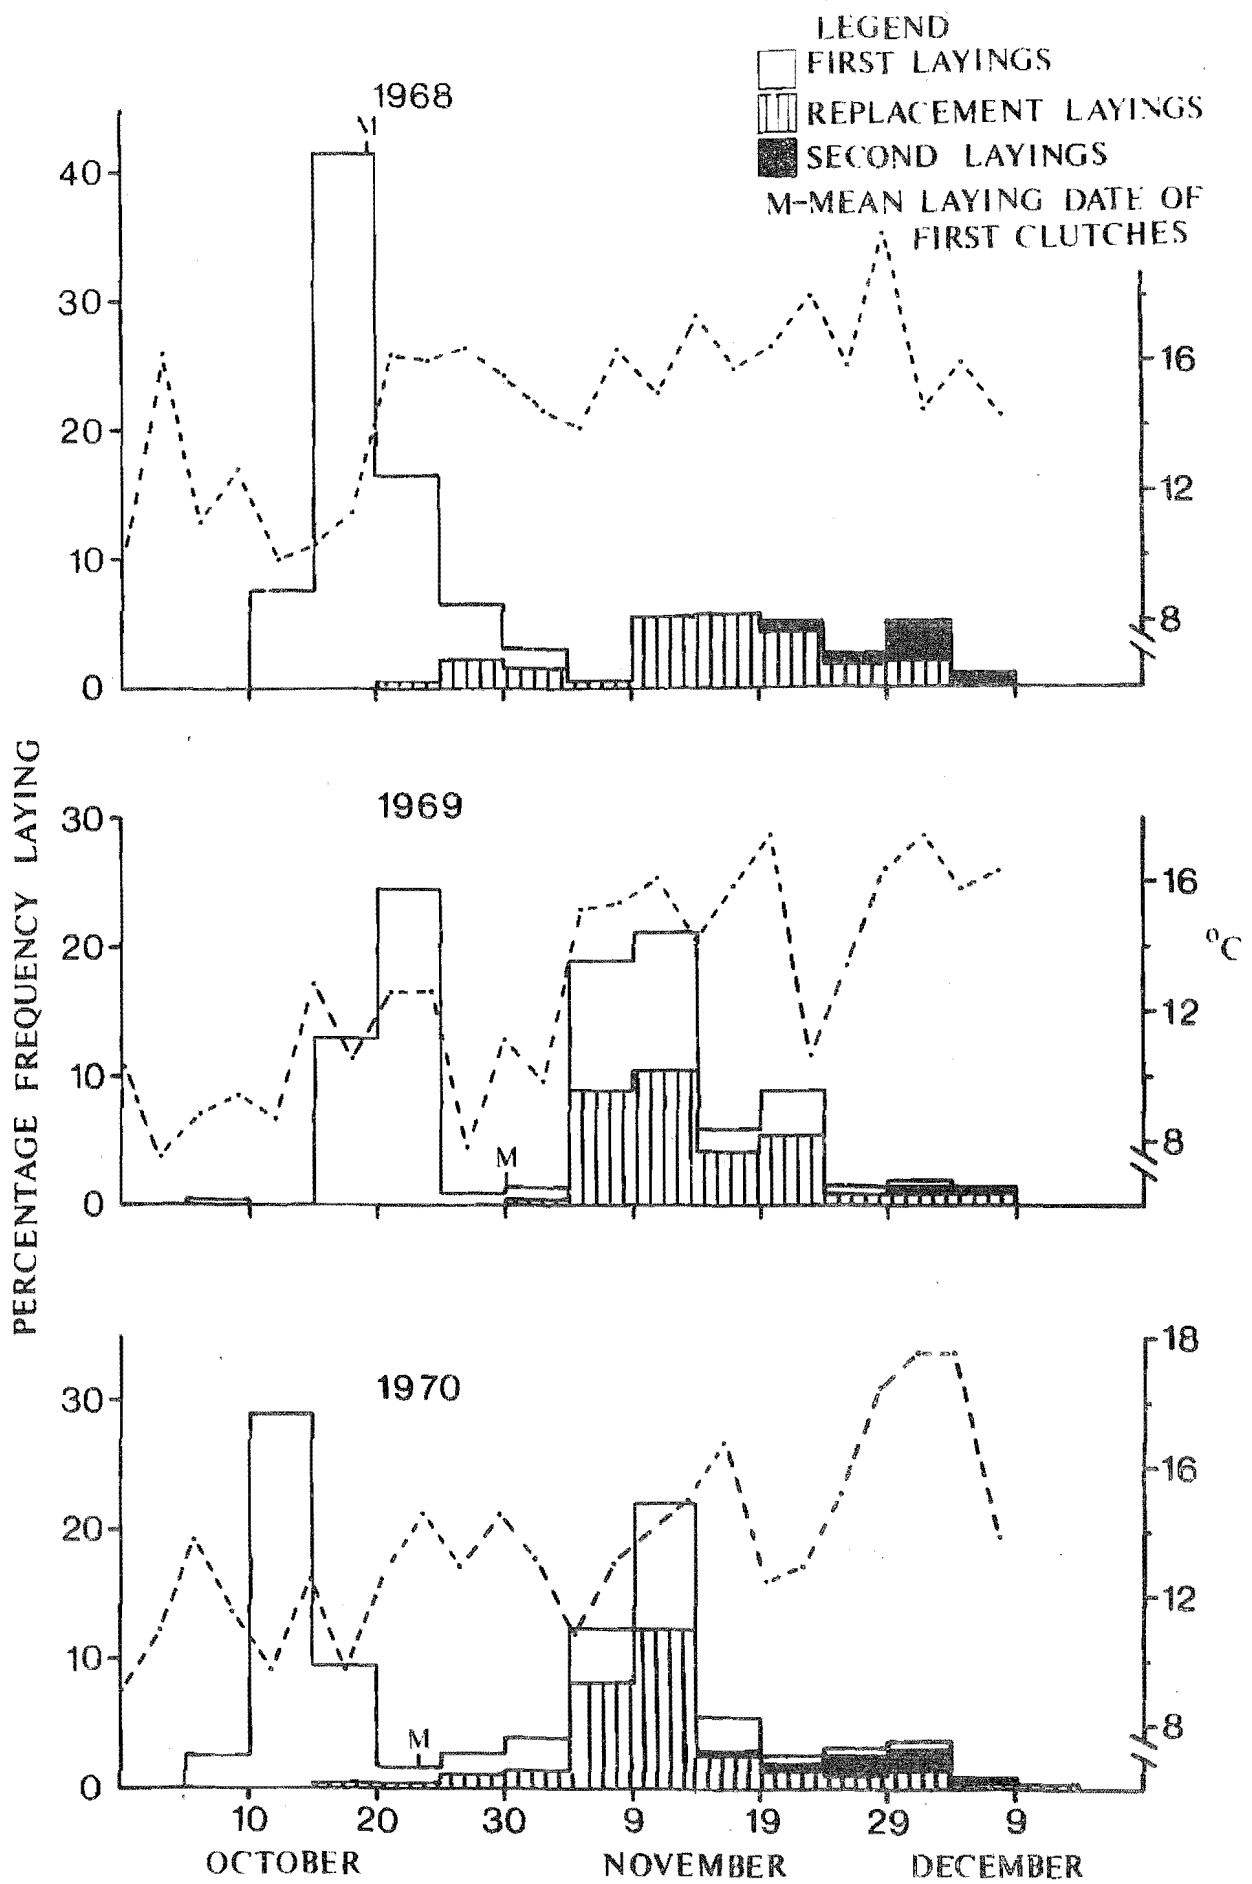 LEGEND
FIRST LAYINGS
REPLACEMENT LAYINGS
SECOND LAYINGS
M-MEAN LAYING DATE OF
FIRST CLUTCHES
1968
40
30
20
10
0
16
12
8
PERCENTAGE FREQUENCY LAYING
1969
30
20
10
0
M
16
12
8
°C
1970
30
20
10
0
M
18
16
12
8
10 20 30 9 19 29 9
OCTOBER NOVEMBER DECEMBER